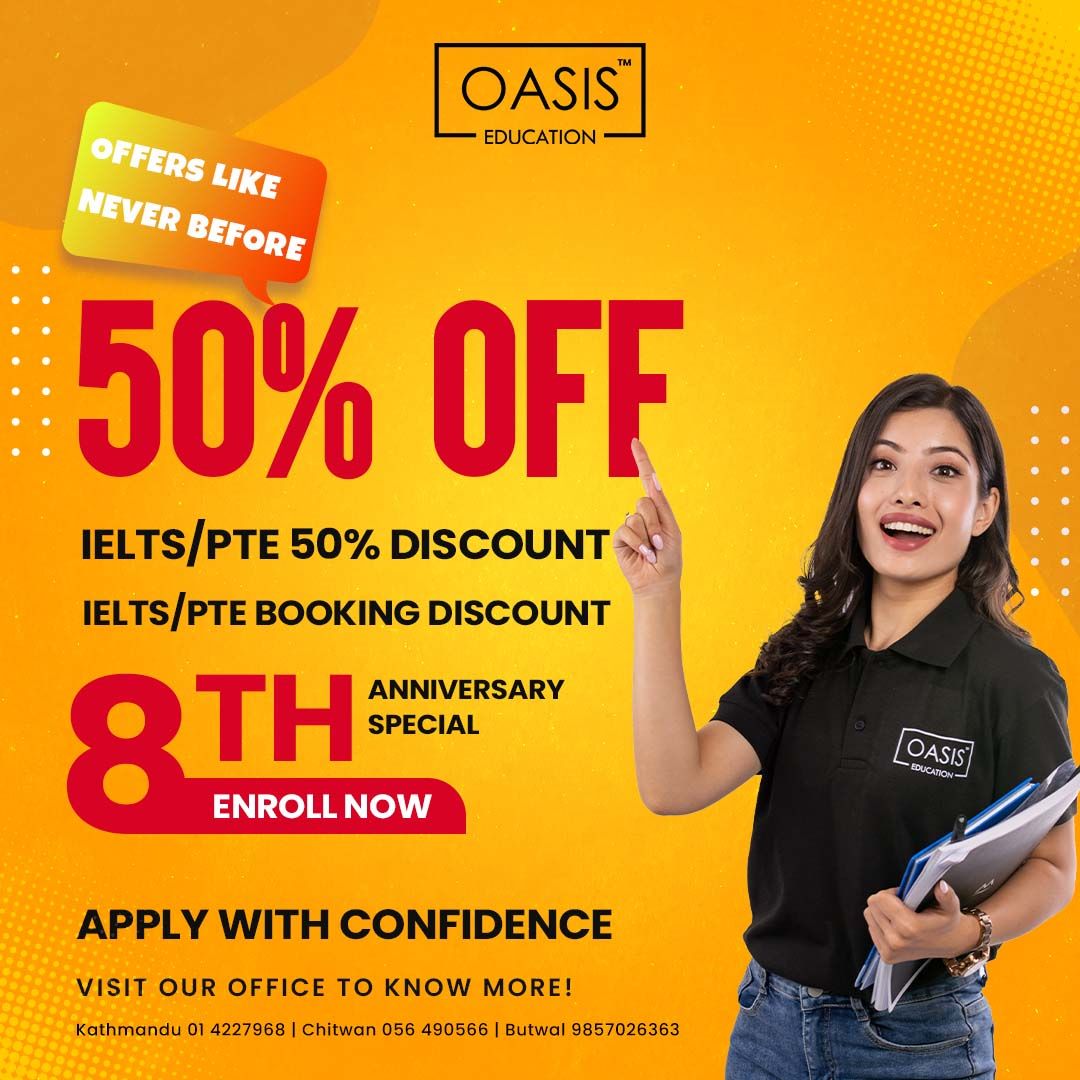 OASIS™
EDUCATION
OFFERS LIKE
NEVER BEFORE
50% OFF
IELTS/PTE 50% DISCOUNT
IELTS/PTE BOOKING DISCOUNT
8TH
ANNIVERSARY
SPECIAL
ENROLL NOW
OASIS™
EDUCATION
APPLY WITH CONFIDENCE
VISIT OUR OFFICE TO KNOW MORE!
Kathmandu 01 4227968 | Chitwan 056 490566 | Butwal 9857026363